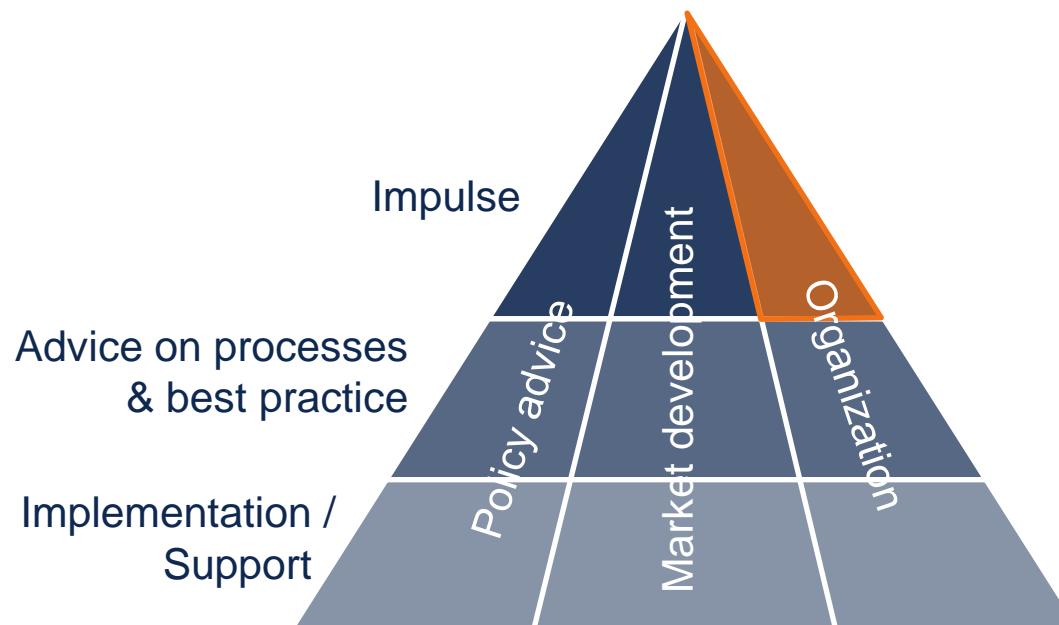 Impulse
Advice on processes
& best practice
Implementation /
Support
Policy advice
Market development
Organization